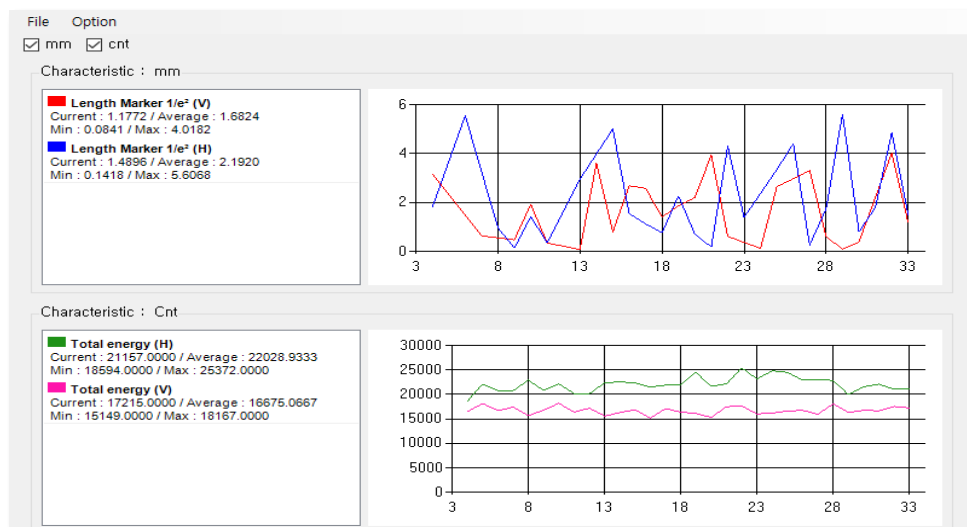 File Option
mm cnt
Characteristic : mm
Length Marker 1/e² (V)
Current : 1.1772 / Average : 1.6824
Min : 0.0841 / Max : 4.0182
Length Marker 1/e² (H)
Current : 1.4896 / Average : 2.1920
Min : 0.1418 / Max : 5.6068
6
4
2
0
3 8 13 18 23 28 33
Characteristic : Cnt
Total energy (H)
Current : 21157.0000 / Average : 22028.9333
Min : 18594.0000 / Max : 25372.0000
Total energy (V)
Current : 17215.0000 / Average : 16675.0667
Min : 15149.0000 / Max : 18167.0000
30000
25000
20000
15000
10000
5000
0
3 8 13 18 23 28 33